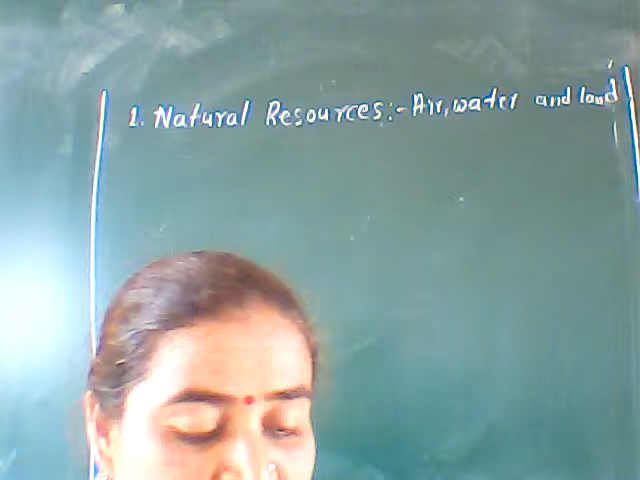 1. Natural Resources:- Air, water and land